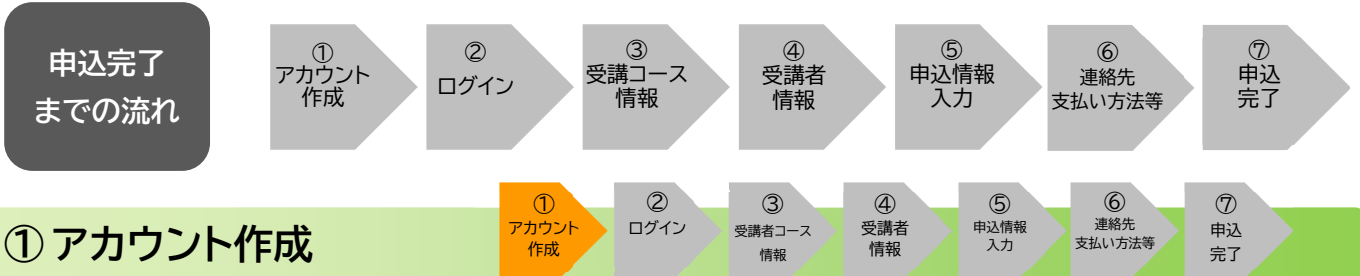 申込完了
までの流れ
①
アカウント
作成
②
ログイン
③
受講コース
情報
④
受講者
情報
⑤
申込情報
入力
⑥
連絡先
支払い方法等
⑦
申込
完了
① アカウント作成
①
アカウント
作成
②
ログイン
③
受講者コース
情報
④
受講者
情報
⑤
申込情報
入力
⑥
連絡先
支払い方法等
⑦
申込
完了